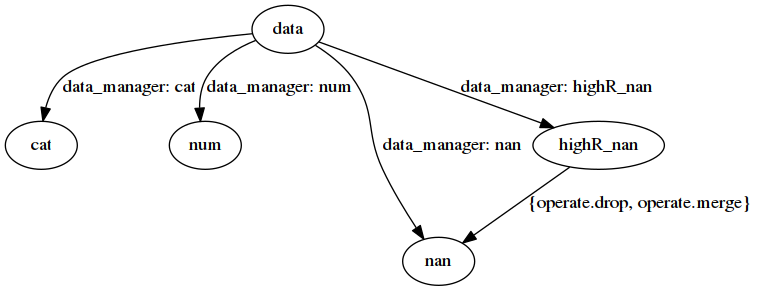 data
data_manager: cat
data_manager: num
data_manager: highR_nan
cat
num
data_manager: nan
highR_nan
{operate.drop, operate.merge}
nan